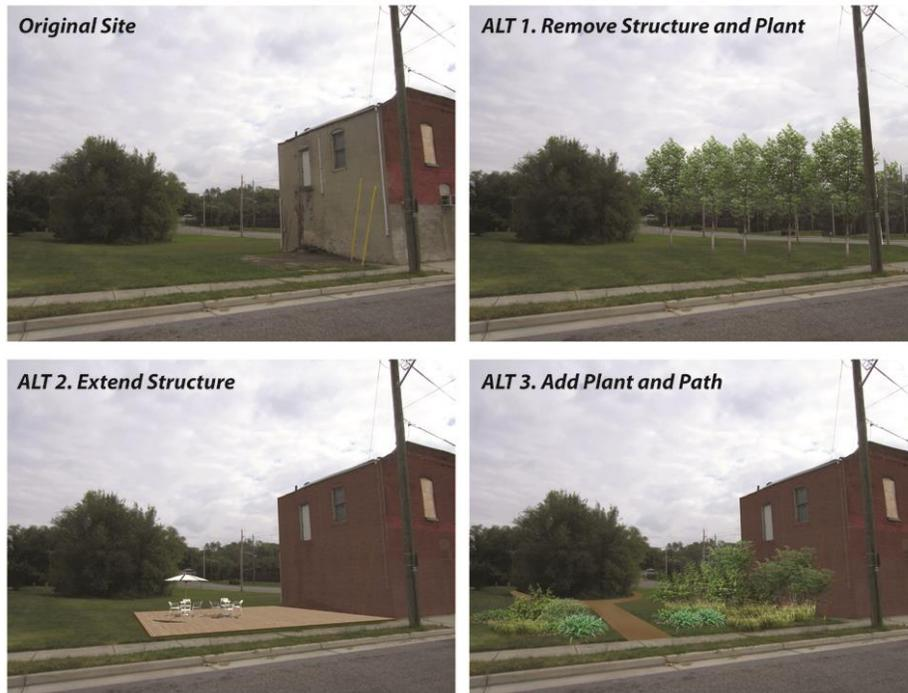 Original Site
ALT 1. Remove Structure and Plant
ALT 2. Extend Structure
ALT 3. Add Plant and Path